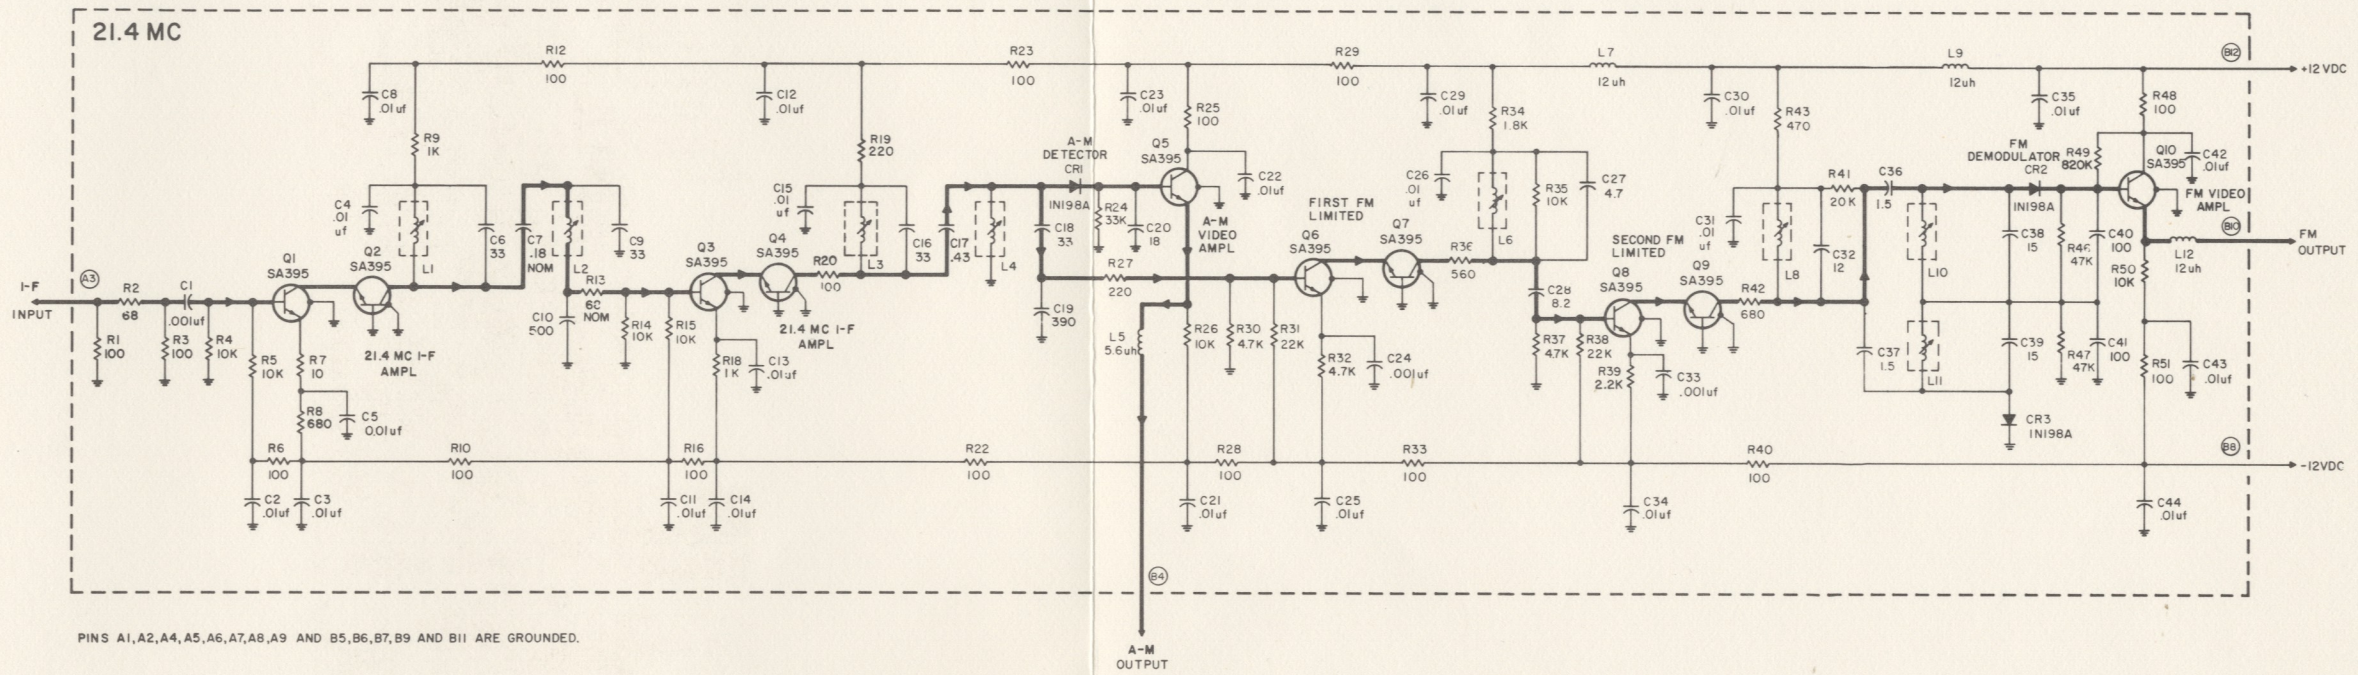 21.4 MC
R12
100
R23
100
R29
100
L7
12uh
L9
12uh
B12
+12VDC
C8
.01uf
C12
.01uf
C23
.01uf
R25
100
C29
.01uf
R34
1.8K
C30
.01uf
R43
470
C35
.01uf
R48
100
R9
1K
R19
220
A-M
DETECTOR
CR1
1N198A
Q5
SA395
C22
.01uf
FM
DEMODULATOR
CR2
1N198A
R49
820K
Q10
SA395
C42
.01uf
C4
.01
uf
L1
C6
33
C7
.18
NOM
L2
C9
33
C15
.01
uf
L3
C16
33
C17
.43
L4
C18
33
R24
33K
C20
18
A-M
VIDEO
AMPL
FIRST FM
LIMITED
C26
.01
uf
L6
R35
10K
C27
4.7
C31
.01
uf
L8
C32
12
R41
20K
C36
1.5
L10
C38
15
R46
47K
C40
100
FM VIDEO
AMPL
B10
FM
OUTPUT
L12
12uh
R50
10K
I-F
INPUT
A3
R2
68
C1
.001uf
Q1
SA395
Q2
SA395
R13
NOM
C10
500
Q3
SA395
Q4
SA395
R20
100
R27
220
C19
390
Q6
SA395
Q7
SA395
R36
560
C28
8.2
SECOND FM
LIMITED
Q8
SA395
Q9
SA395
R42
680
R1
100
R3
100
R4
10K
R5
10K
R7
10
21.4 MC I-F
AMPL
R14
10K
R15
10K
R18
1K
C13
.01uf
21.4 MC I-F
AMPL
L5
5.6uh
R26
10K
R30
4.7K
R31
22K
R32
4.7K
C24
.001uf
R37
4.7K
R38
22K
R39
2.2K
C33
.001uf
C37
1.5
L11
C39
15
R47
47K
C41
100
R51
100
C43
.01uf
R8
680
C5
0.01uf
CR3
1N198A
R6
100
R10
100
R16
100
R22
100
R28
100
R33
100
R40
100
B8
-12VDC
C2
.01uf
C3
.01uf
C11
.01uf
C14
.01uf
C21
.01uf
C25
.01uf
C34
.01uf
C44
.01uf
B4
PINS A1,A2,A4,A5,A6,A7,A8,A9 AND B5,B6,B7,B9 AND B11 ARE GROUNDED.
A-M
OUTPUT